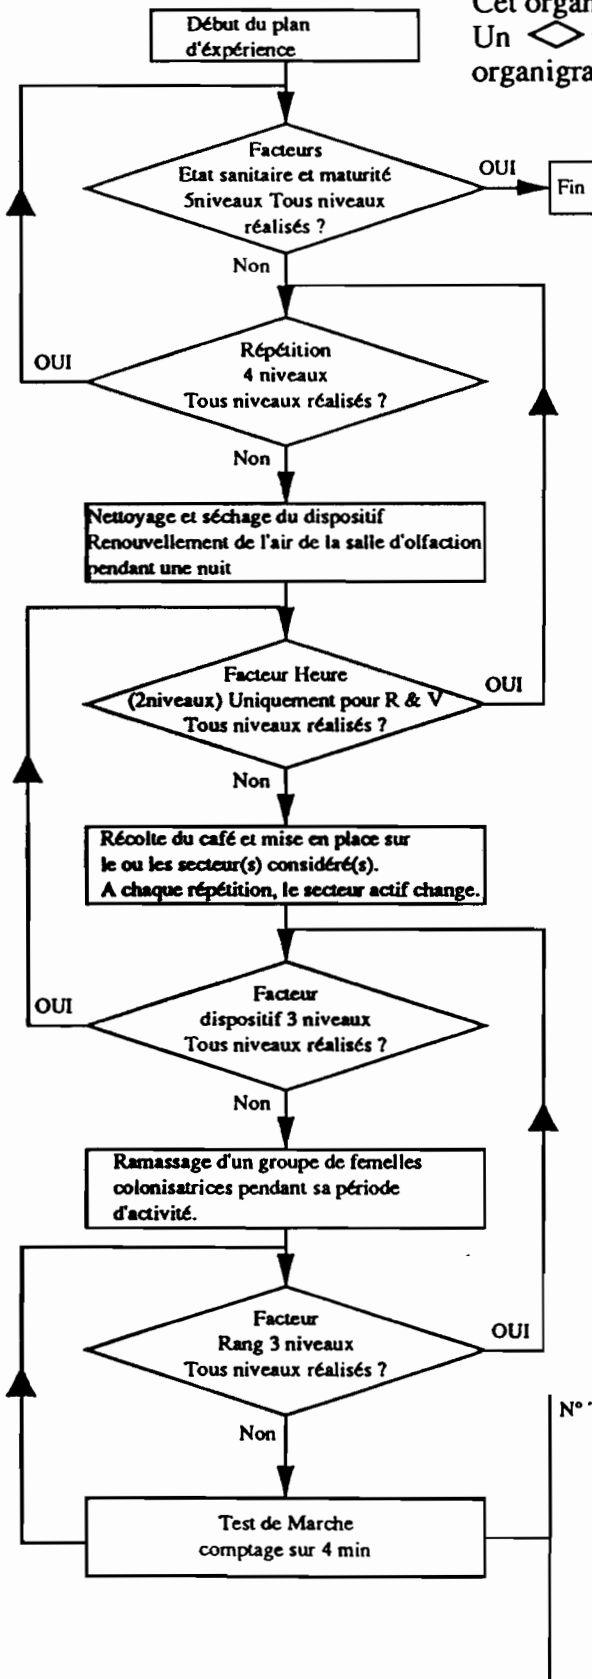 Début du plan
d'éxpérience
Cet organ
Un
organigra
Facteurs
Etat sanitaire et maturité
5niveaux Tous niveaux
réalisés ?
OUI
Fin
Non
Répétition
4 niveaux
Tous niveaux réalisés ?
OUI
Non
Nettoyage et séchage du dispositif
Renouvellement de l'air de la salle d'olfaction
pendant une nuit
Facteur Heure
(2niveaux) Uniquement pour R & V
Tous niveaux réalisés ?
OUI
Non
Récolte du café et mise en place sur
le ou les secteur(s) considéré(s).
A chaque répétition, le secteur actif change.
Facteur
dispositif 3 niveaux
Tous niveaux réalisés ?
OUI
Non
Ramassage d'un groupe de femelles
colonisatrices pendant sa période
d'activité.
Facteur
Rang 3 niveaux
Tous niveaux réalisés ?
OUI
Non
N°
Test de Marche
comptage sur 4 min